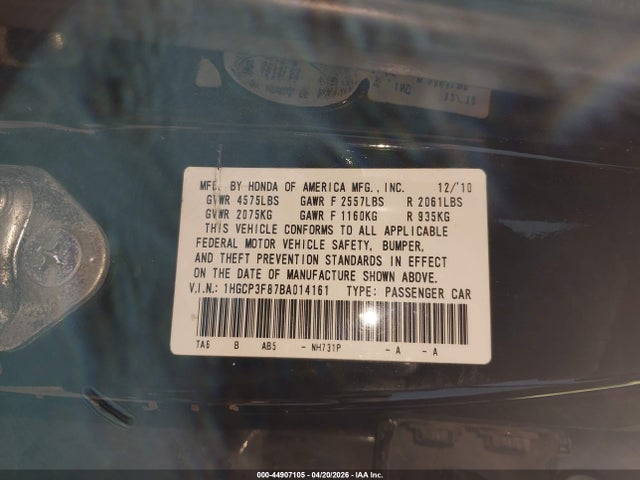 MFD. BY HONDA OF AMERICA MFG., INC. 12/'10
GVWR 4575LBS GAWR F 2557LBS R 2061LBS
GVWR 2075KG GAWR F 1160KG R 935KG
THIS VEHICLE CONFORMS TO ALL APPLICABLE
FEDERAL MOTOR VEHICLE SAFETY, BUMPER,
AND THEFT PREVENTION STANDARDS IN EFFECT
ON THE DATE OF MANUFACTURE SHOWN ABOVE.
V.I.N.: 1HGCP3F87BA014161 TYPE: PASSENGER CAR
TA6 B AB5 - NH731P - A - A
000-44907105 - 04/20/2026 - IAA Inc.